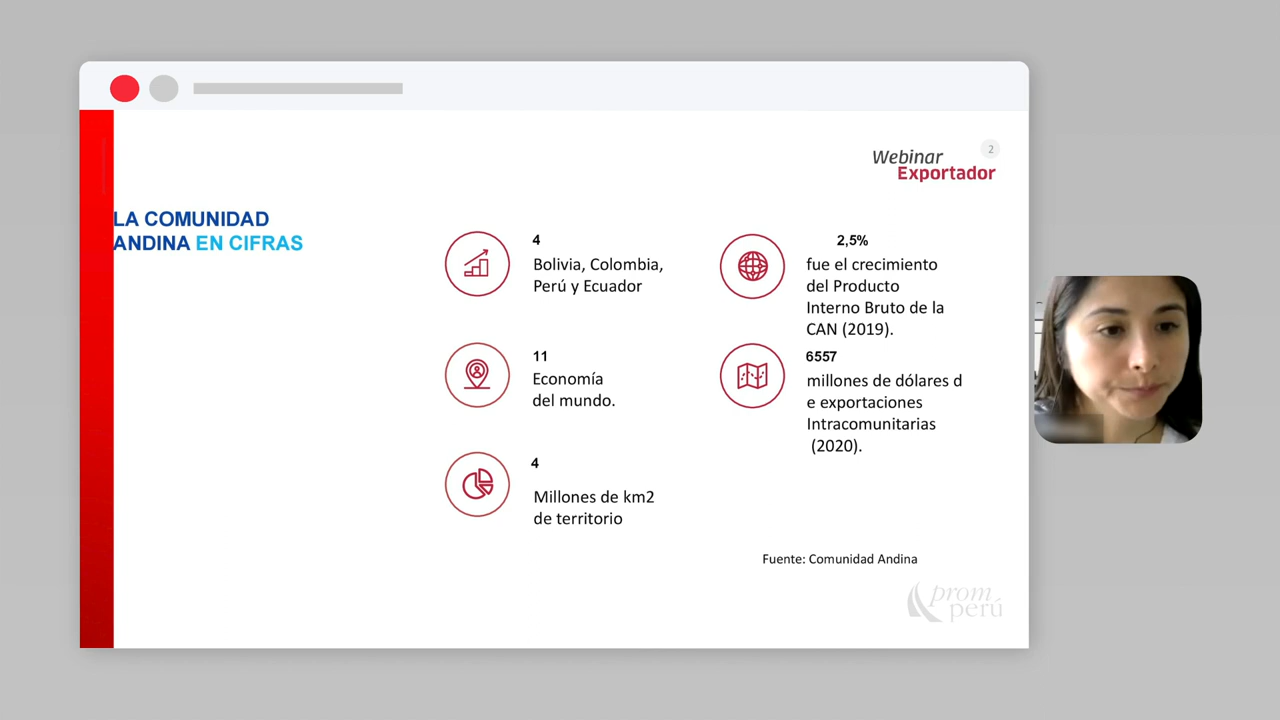 Webinar
Exportador
2
LA COMUNIDAD
ANDINA EN CIFRAS
4
Bolivia, Colombia,
Perú y Ecuador
11
Economía
del mundo.
4
Millones de km2
de territorio
2,5%
fue el crecimiento
del Producto
Interno Bruto de la
CAN (2019).
6557
millones de dólares d
e exportaciones
Intracomunitarias
(2020).
Fuente: Comunidad Andina
prom
perú